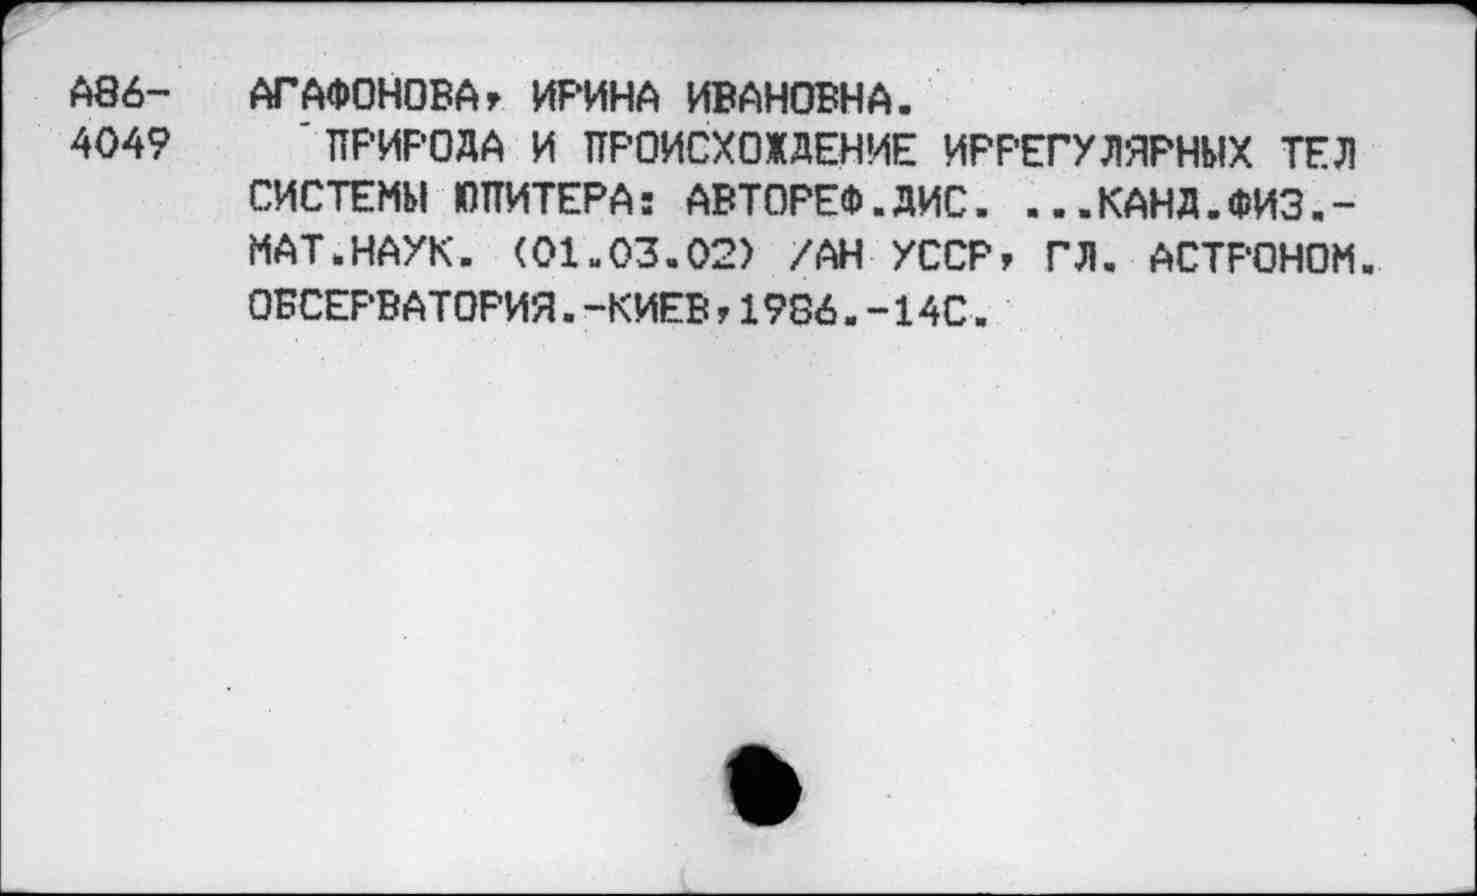 А86- АГАФОНОВА, ИРИНА ИВАНОВНА.
4049 ПРИРОДА И ПРОИСХОЖДЕНИЕ ИРРЕГУЛЯРНЫХ ТЕЛ
СИСТЕМЫ ЮПИТЕРА: АВТОРЕФ.ДИС. ...КАНД.ФИЗ.-
МАТ.НАУК. (01.03.02) /АН УССР, ГЛ. АСТРОНОМ.
ОБСЕРВАТОРИЯ.-КИЕВ,1986.-14С.